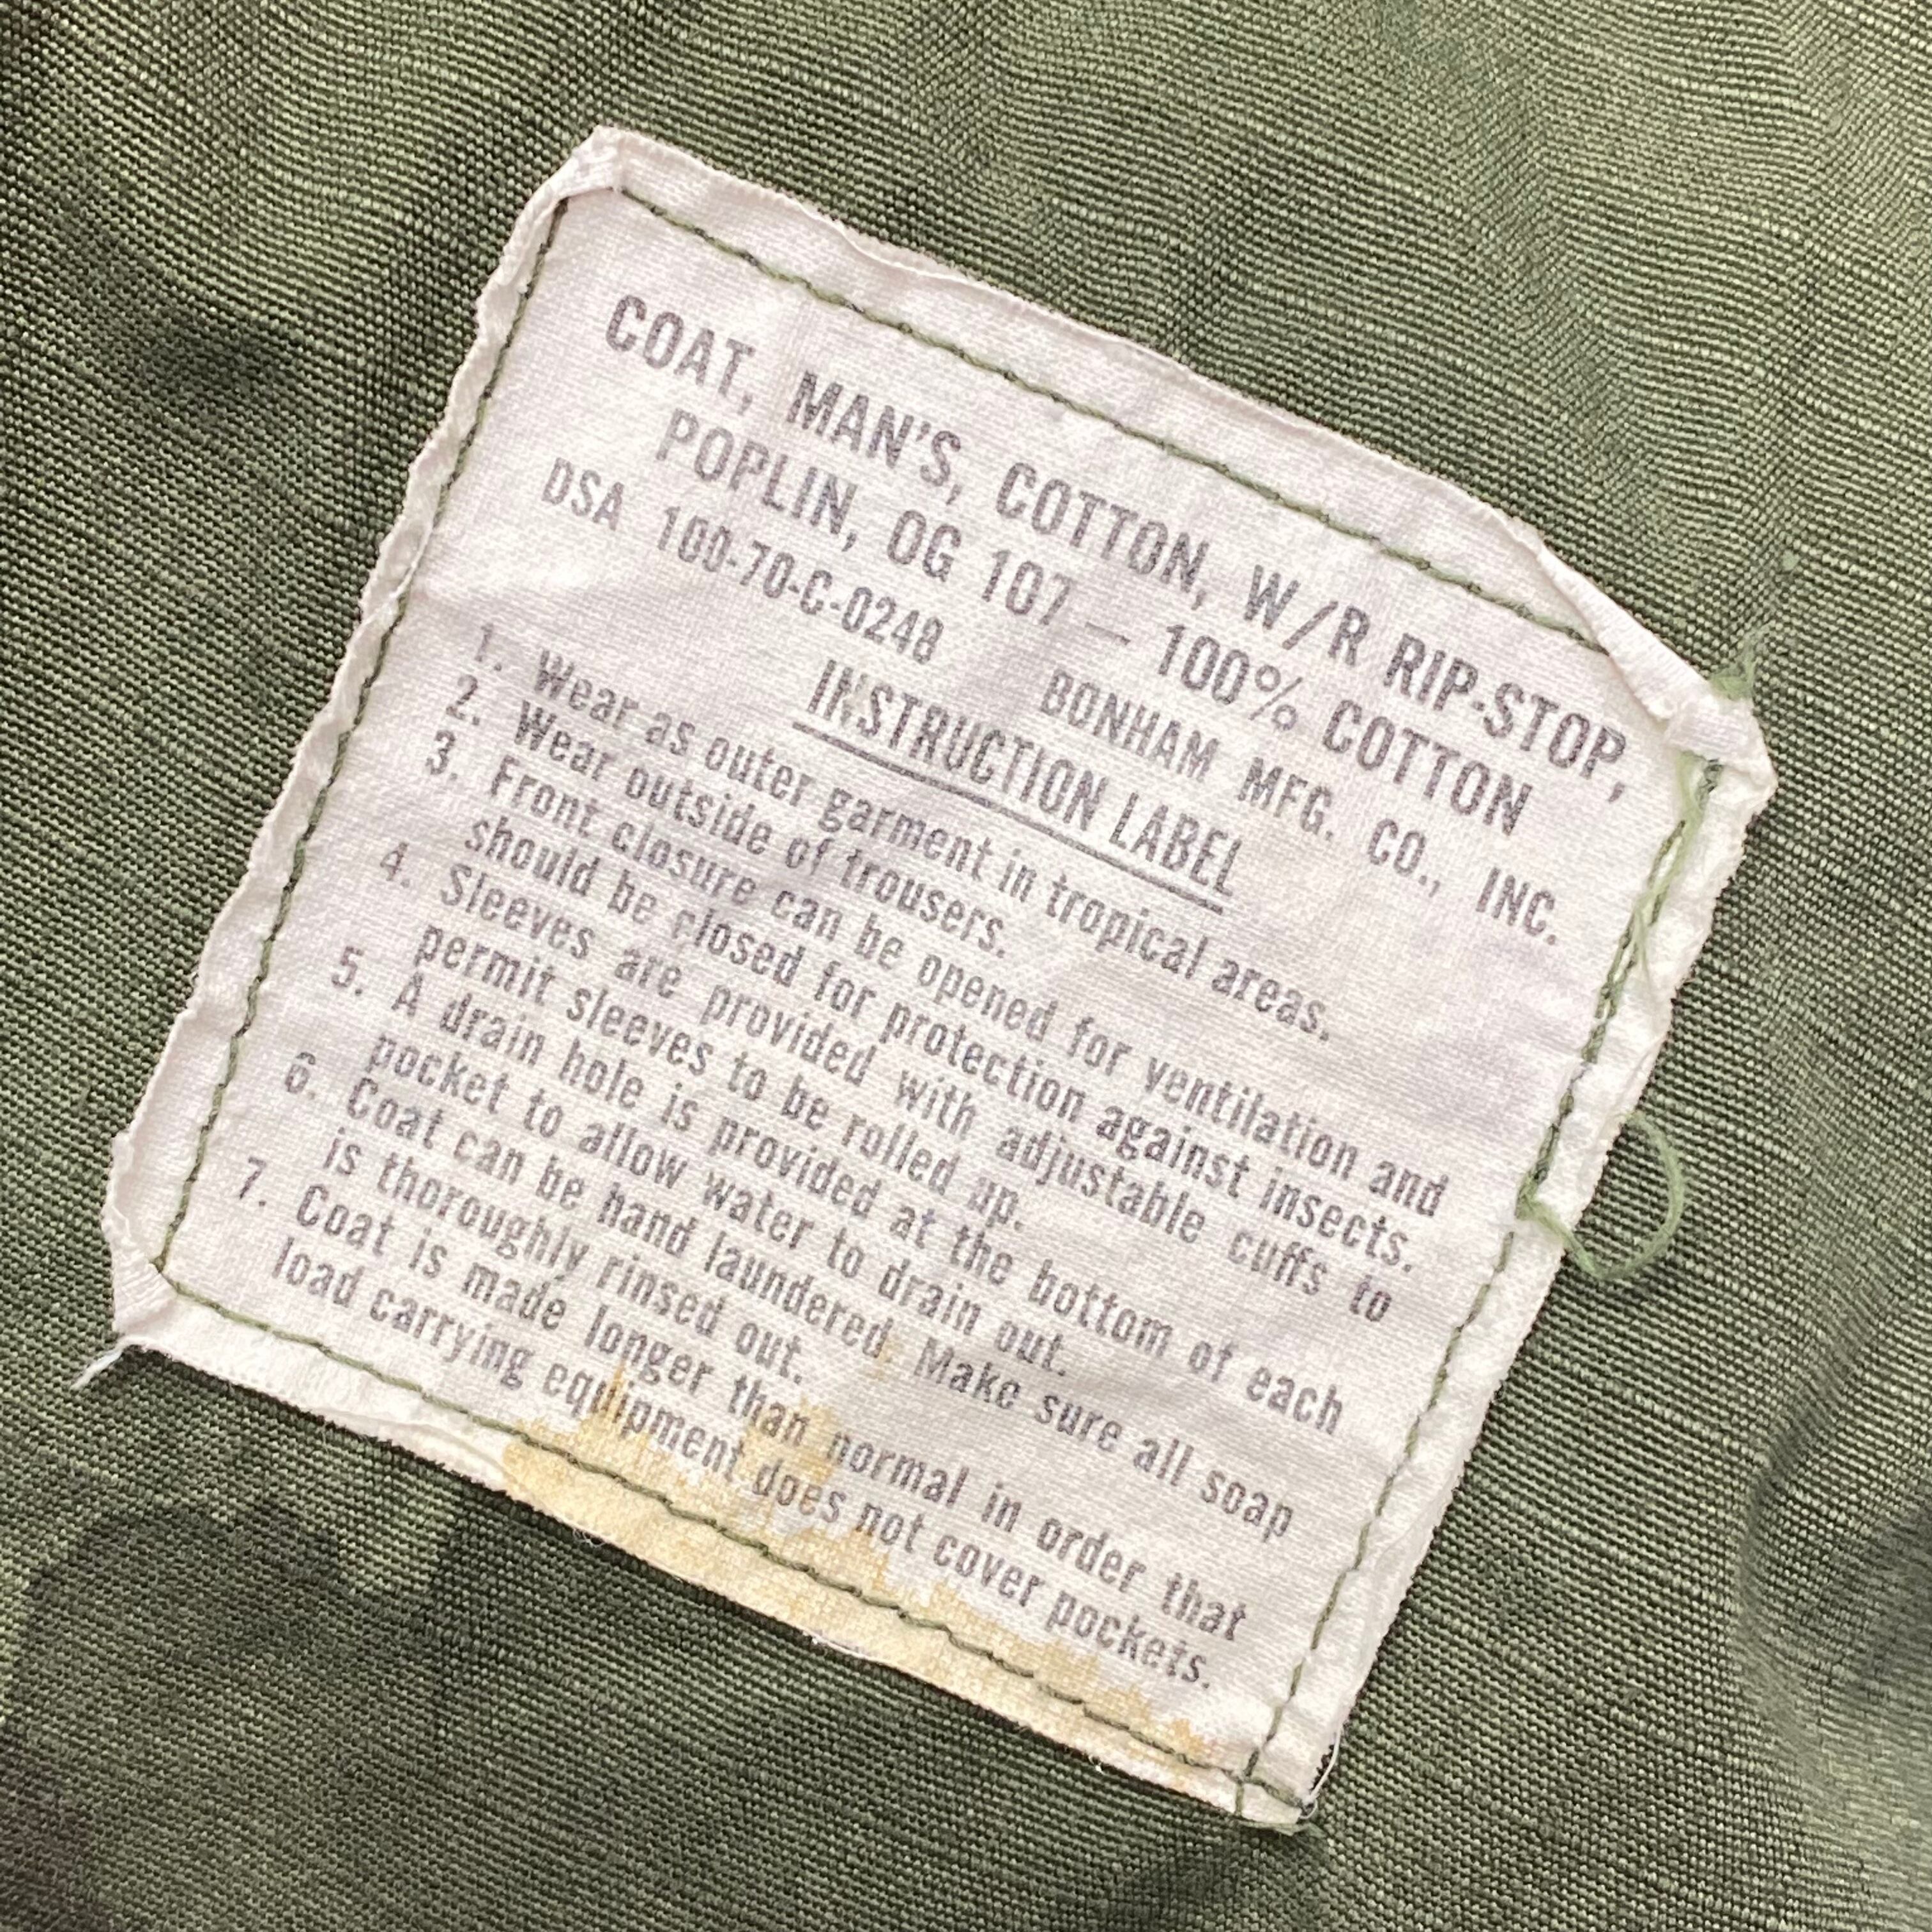 COAT, MAN'S, COTTON, W/R RIP-STOP,
POPLIN, OG 107 — 100% COTTON
DSA 100-70-C-0248 BONHAM MFG. CO., INC.
INSTRUCTION LABEL
1. Wear as outer garment in tropical areas.
2. Wear outside of trousers.
3. Front closure can be opened for ventilation and
should be closed for protection against insects.
4. Sleeves are provided with adjustable cuffs to
permit sleeves to be rolled up.
5. A drain hole is provided at the bottom of each
pocket to allow water to drain out.
6. Coat can be hand laundered. Make sure all soap
is thoroughly rinsed out.
7. Coat is made longer than normal in order that
load carrying equipment does not cover pockets.